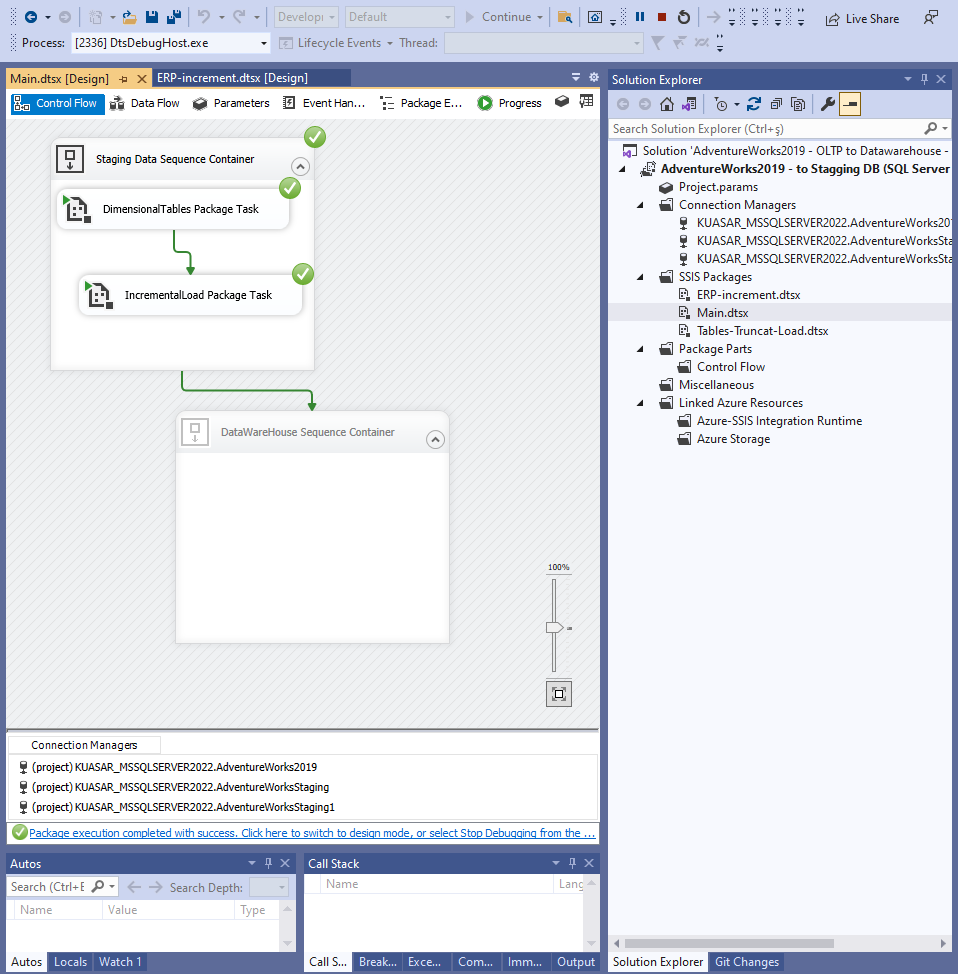 Develop Default Continue Live Share
Process: [2336] DtsDebugHost.exe Lifecycle Events Thread:
Main.dtsx [Design] ERP-increment.dtsx [Design]
Control Flow Data Flow Parameters Event Han... Package E... Progress
Staging Data Sequence Container
DimensionalTables Package Task
IncrementalLoad Package Task
DataWareHouse Sequence Container
100%
Connection Managers
(project) KUASAR_MSSQLSERVER2022.AdventureWorks2019
(project) KUASAR_MSSQLSERVER2022.AdventureWorksStaging
(project) KUASAR_MSSQLSERVER2022.AdventureWorksStaging1
Package execution completed with success. Click here to switch to design mode, or select Stop Debugging from the ...
Autos
Search (Ctrl+E Search Depth:
Name Value Type
Autos Locals Watch 1
Call Stack
Name Lang
Call S... Break... Exce... Com... Imm... Output
Solution Explorer
Search Solution Explorer (Ctrl+ş)
Solution 'AdventureWorks2019 - OLTP to Datawarehouse -
AdventureWorks2019 - to Stagging DB (SQL Server
Project.params
Connection Managers
KUASAR_MSSQLSERVER2022.AdventureWorks201
KUASAR_MSSQLSERVER2022.AdventureWorksSta
KUASAR_MSSQLSERVER2022.AdventureWorksSta
SSIS Packages
ERP-increment.dtsx
Main.dtsx
Tables-Truncat-Load.dtsx
Package Parts
Control Flow
Miscellaneous
Linked Azure Resources
Azure-SSIS Integration Runtime
Azure Storage
Solution Explorer Git Changes